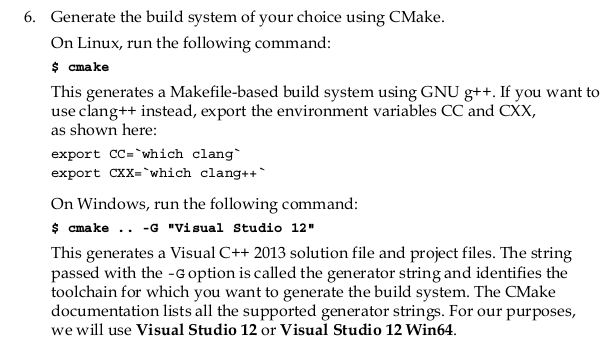 6. Generate the build system of your choice using CMake.
On Linux, run the following command:
$ cmake
This generates a Makefile-based build system using GNU g++. If you want to
use clang++ instead, export the environment variables CC and CXX,
as shown here:
export CC=`which clang`
export CXX=`which clang++`
On Windows, run the following command:
$ cmake .. -G "Visual Studio 12"
This generates a Visual C++ 2013 solution file and project files. The string
passed with the -G option is called the generator string and identifies the
toolchain for which you want to generate the build system. The CMake
documentation lists all the supported generator strings. For our purposes,
we will use Visual Studio 12 or Visual Studio 12 Win64.